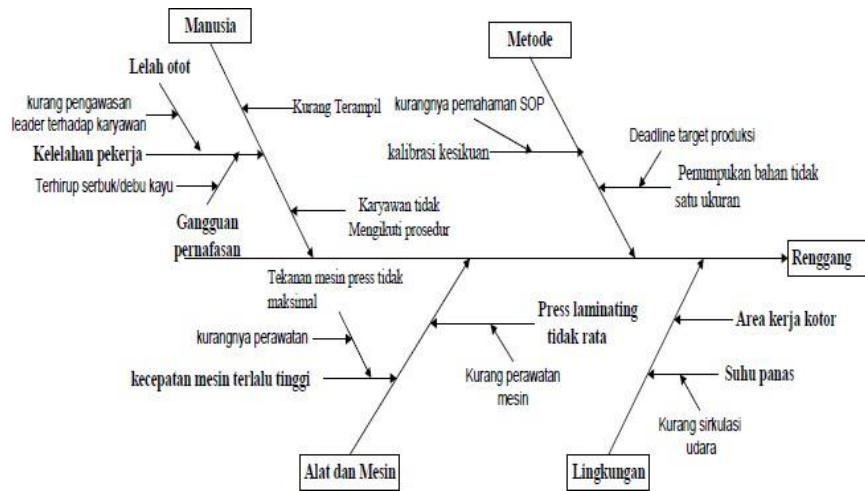 Manusia
Metode
Lelah otot
kurang pengawasan
leader terhadap karyawan
Kurang Terampil
kurangnya pemahaman SOP
Deadline target produksi
Kelelahan pekerja
kalibrasi kesikuan
Penumpukan bahan tidak
satu ukuran
Terhirup serbuk/debu kayu
Gangguan
pernafasan
Karyawan tidak
Mengikuti prosedur
Renggang
Tekanan mesin press tidak
maksimal
kurangnya perawatan
kecepatan mesin terlalu tinggi
Press laminating
tidak rata
Kurang perawatan
mesin
Area kerja kotor
Suhu panas
Kurang sirkulasi
udara
Alat dan Mesin
Lingkungan